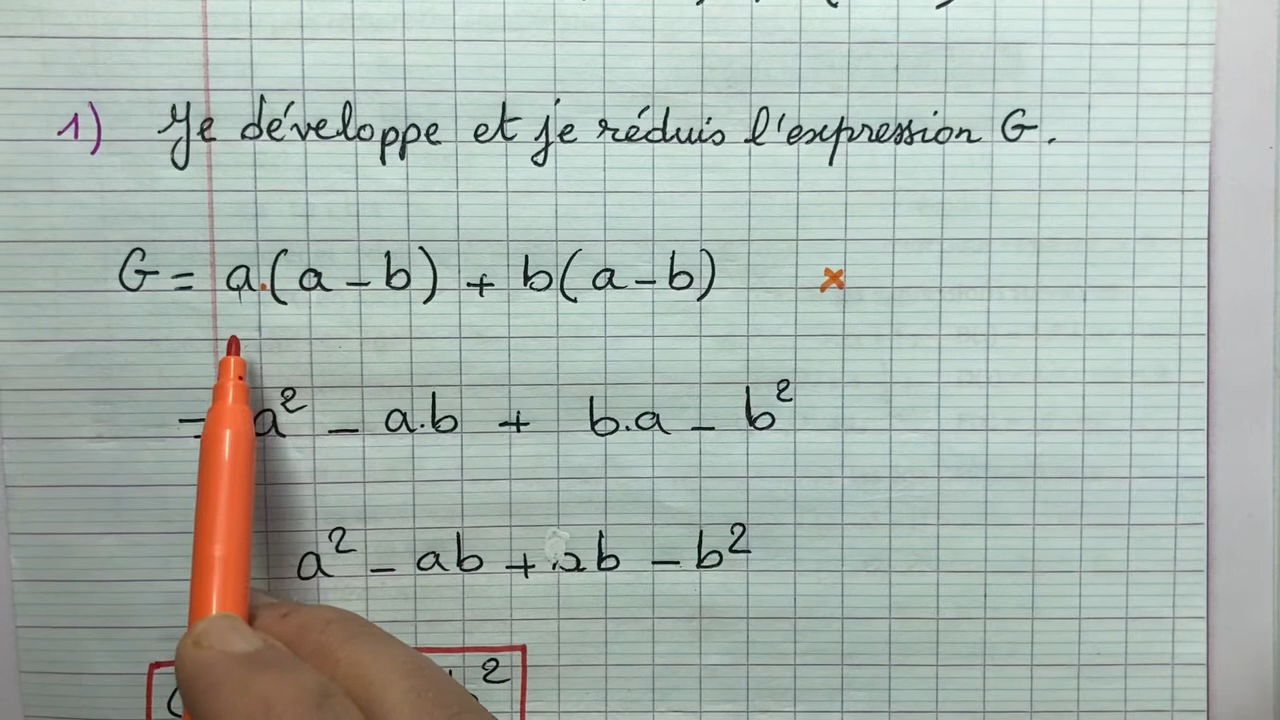 1) Je développe et je réduis l'expression G.
G = a.(a - b) + b(a - b) ×
= a² - a.b + b.a - b²
a² - ab + ab - b²